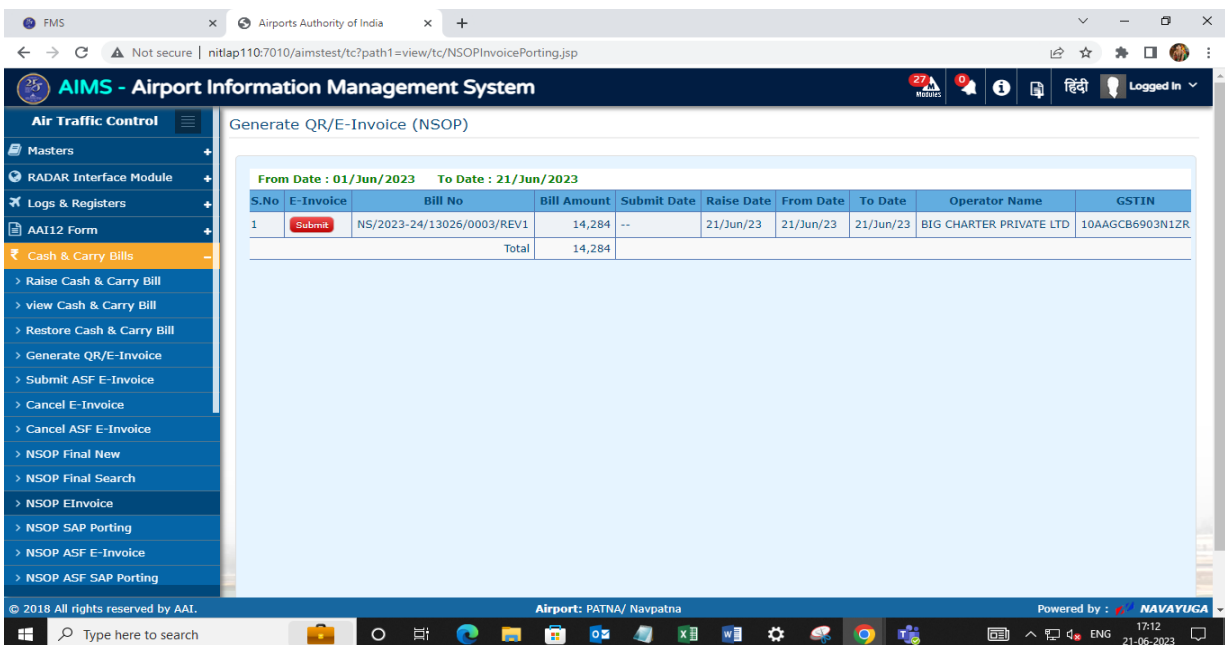 FMS
Airports Authority of India
Not secure | nitlap110:7010/aimstest/tc?path1=view/tc/NSOPInvoicePorting.jsp
AIMS - Airport Information Management System
27
Modules
0
हिंदी
Logged In
Air Traffic Control
Generate QR/E-Invoice (NSOP)
Masters +
RADAR Interface Module +
Logs & Registers +
AAI12 Form +
Cash & Carry Bills –
> Raise Cash & Carry Bill
> view Cash & Carry Bill
> Restore Cash & Carry Bill
> Generate QR/E-Invoice
> Submit ASF E-Invoice
> Cancel E-Invoice
> Cancel ASF E-Invoice
> NSOP Final New
> NSOP Final Search
> NSOP EInvoice
> NSOP SAP Porting
> NSOP ASF E-Invoice
> NSOP ASF SAP Porting
From Date : 01/Jun/2023 To Date : 21/Jun/2023
S.No E-Invoice Bill No Bill Amount Submit Date Raise Date From Date To Date Operator Name GSTIN
1 Submit NS/2023-24/13026/0003/REV1 14,284 -- 21/Jun/23 21/Jun/23 21/Jun/23 BIG CHARTER PRIVATE LTD 10AAGCB6903N1ZR
Total 14,284
© 2018 All rights reserved by AAI. Airport: PATNA/ Navpatna Powered by : NAVAYUGA
Type here to search
ENG
17:12
21-06-2023